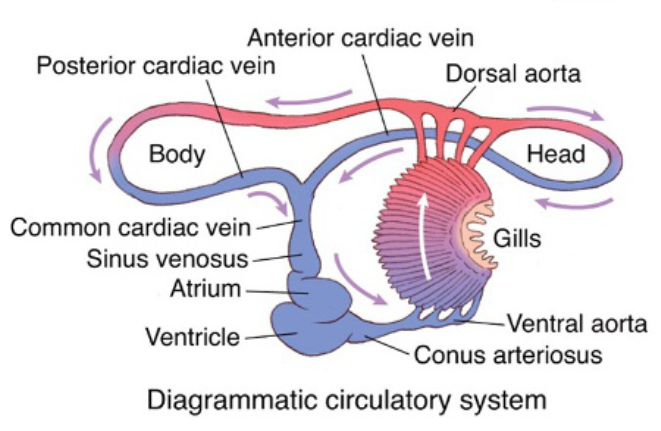 Anterior cardiac vein
Posterior cardiac vein
Dorsal aorta
Body
Head
Common cardiac vein
Gills
Sinus venosus
Atrium
Ventricle
Ventral aorta
Conus arteriosus
Diagrammatic circulatory system